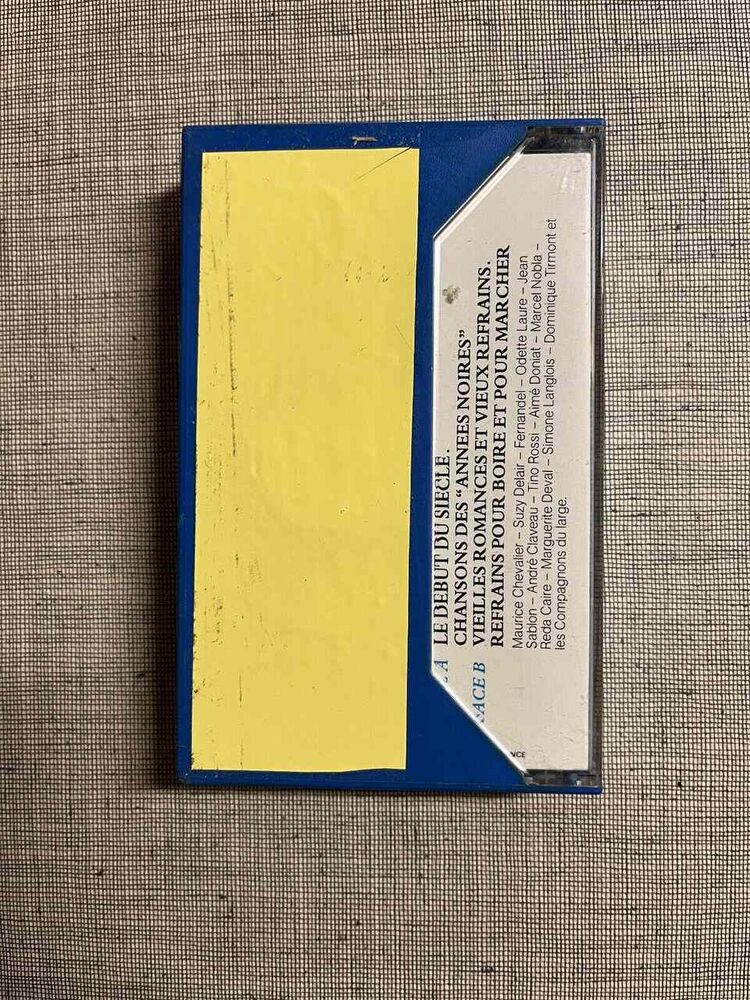 A LE DEBUT DU SIECLE.
CHANSONS DES “ANNEES NOIRES”
ACE B VIEILLES ROMANCES ET VIEUX REFRAINS.
REFRAINS POUR BOIRE ET POUR MARCHER
Maurice Chevalier – Suzy Delair – Fernandel – Odette Laure – Jean
Sablon – André Claveau – Tino Rossi – Aimé Doniat – Marcel Nobla –
Reda Caire – Marguerite Deval – Simone Langlois – Dominique Tirmont et
les Compagnons du large.
NCE